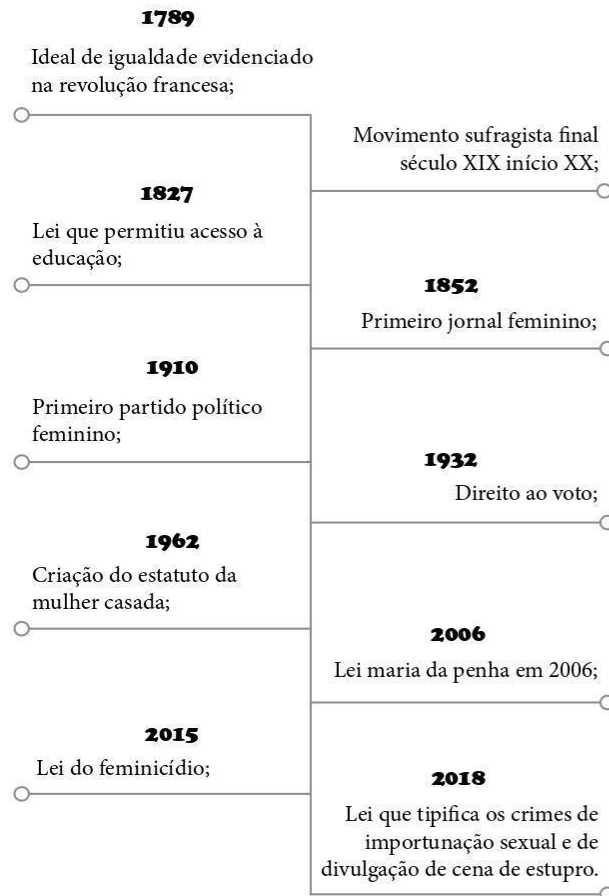 1789
Ideal de igualdade evidenciado
na revolução francesa;
Movimento sufragista final
século XIX início XX;
1827
Lei que permitiu acesso à
educação;
1852
Primeiro jornal feminino;
1910
Primeiro partido político
feminino;
1932
Direito ao voto;
1962
Criação do estatuto da
mulher casada;
2006
Lei maria da penha em 2006;
2015
Lei do feminicídio;
2018
Lei que tipifica os crimes de
importunação sexual e de
divulgação de cena de estupro.